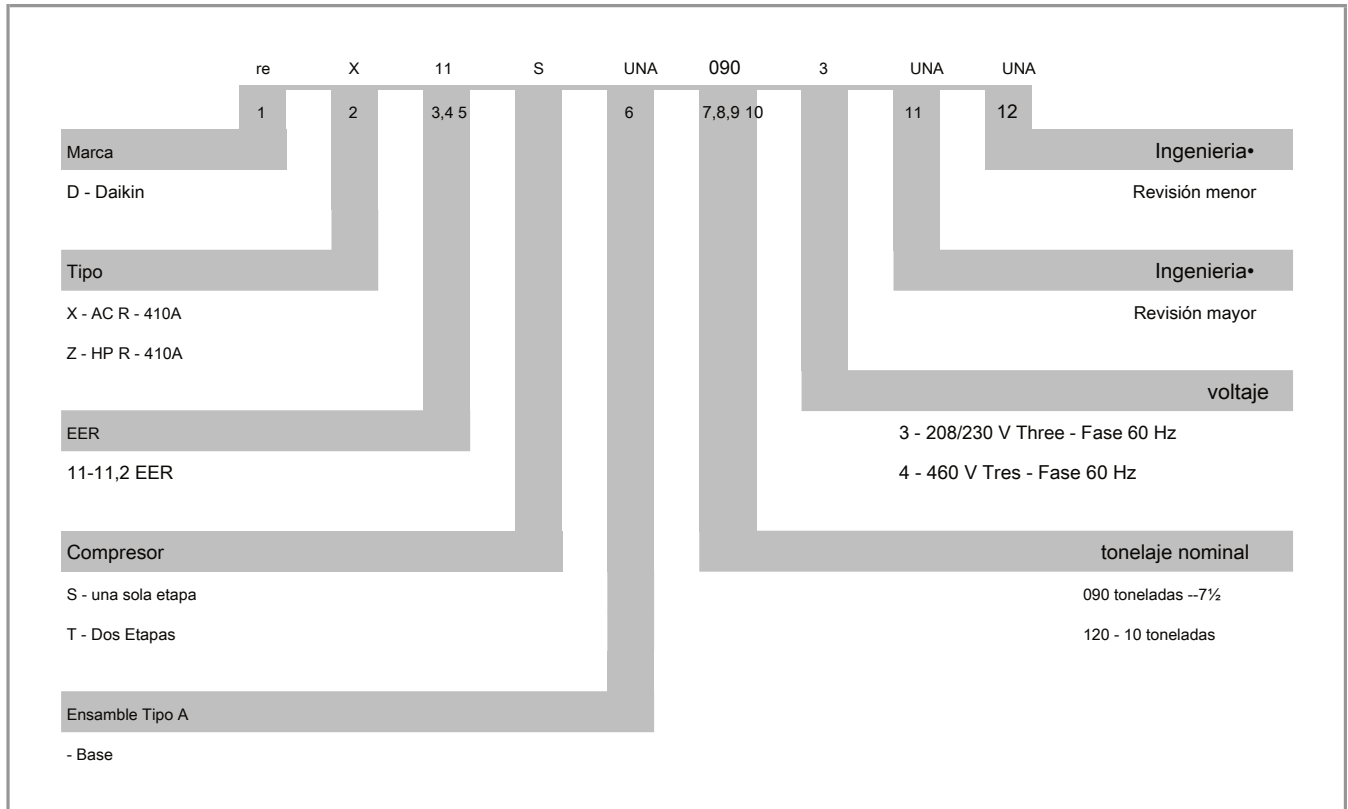 re X 11 S UNA 090 3 UNA UNA
1 2 3,4 5 6 7,8,9 10 11 12
Marca
Ingenieria•
D - Daikin
Revisión menor
Tipo
Ingenieria•
X - AC R - 410A
Revisión mayor
Z - HP R - 410A
voltaje
EER
3 - 208/230 V Three - Fase 60 Hz
11-11,2 EER
4 - 460 V Tres - Fase 60 Hz
Compresor
tonelaje nominal
S - una sola etapa
090 toneladas --7½
T - Dos Etapas
120 - 10 toneladas
Ensamble Tipo A
- Base